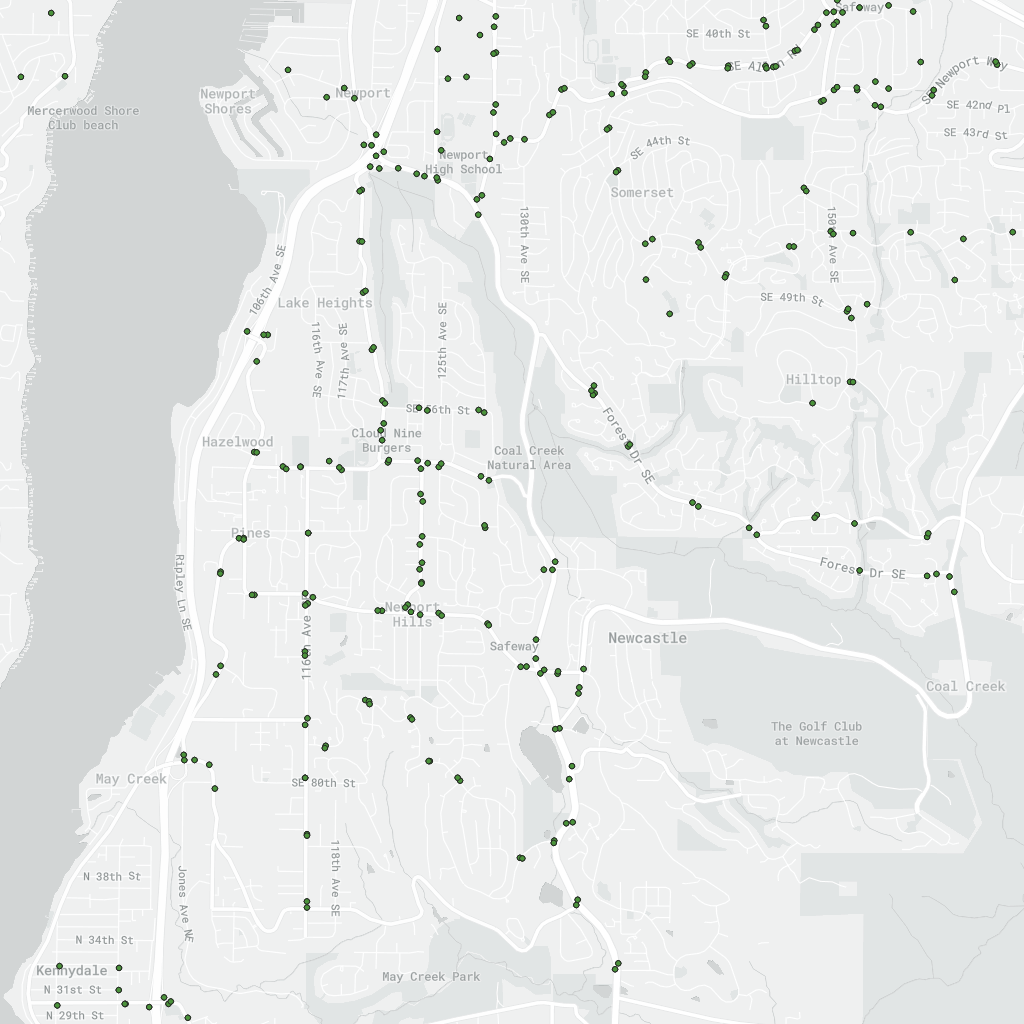 Safeway
SE 40th St
SE Allen Rd
SE Newport Way
Newport
Shores
Newport
Mercerwood Shore
Club beach
SE 42nd Pl
SE 43rd St
SE 44th St
Newport
High School
Somerset
130th Ave SE
150th Ave SE
106th Ave SE
Lake Heights
SE 49th St
116th Ave SE
117th Ave SE
125th Ave SE
Hilltop
SE 56th St
Cloud Nine
Burgers
Hazelwood
Forest Dr SE
Coal Creek
Natural Area
Pines
Ripley Ln SE
Forest Dr SE
Newport
Hills
116th Ave SE
Safeway
Newcastle
Coal Creek
The Golf Club
at Newcastle
May Creek
SE 80th St
118th Ave SE
N 38th St
Jones Ave NE
N 34th St
Kennydale
May Creek Park
N 31st St
N 29th St